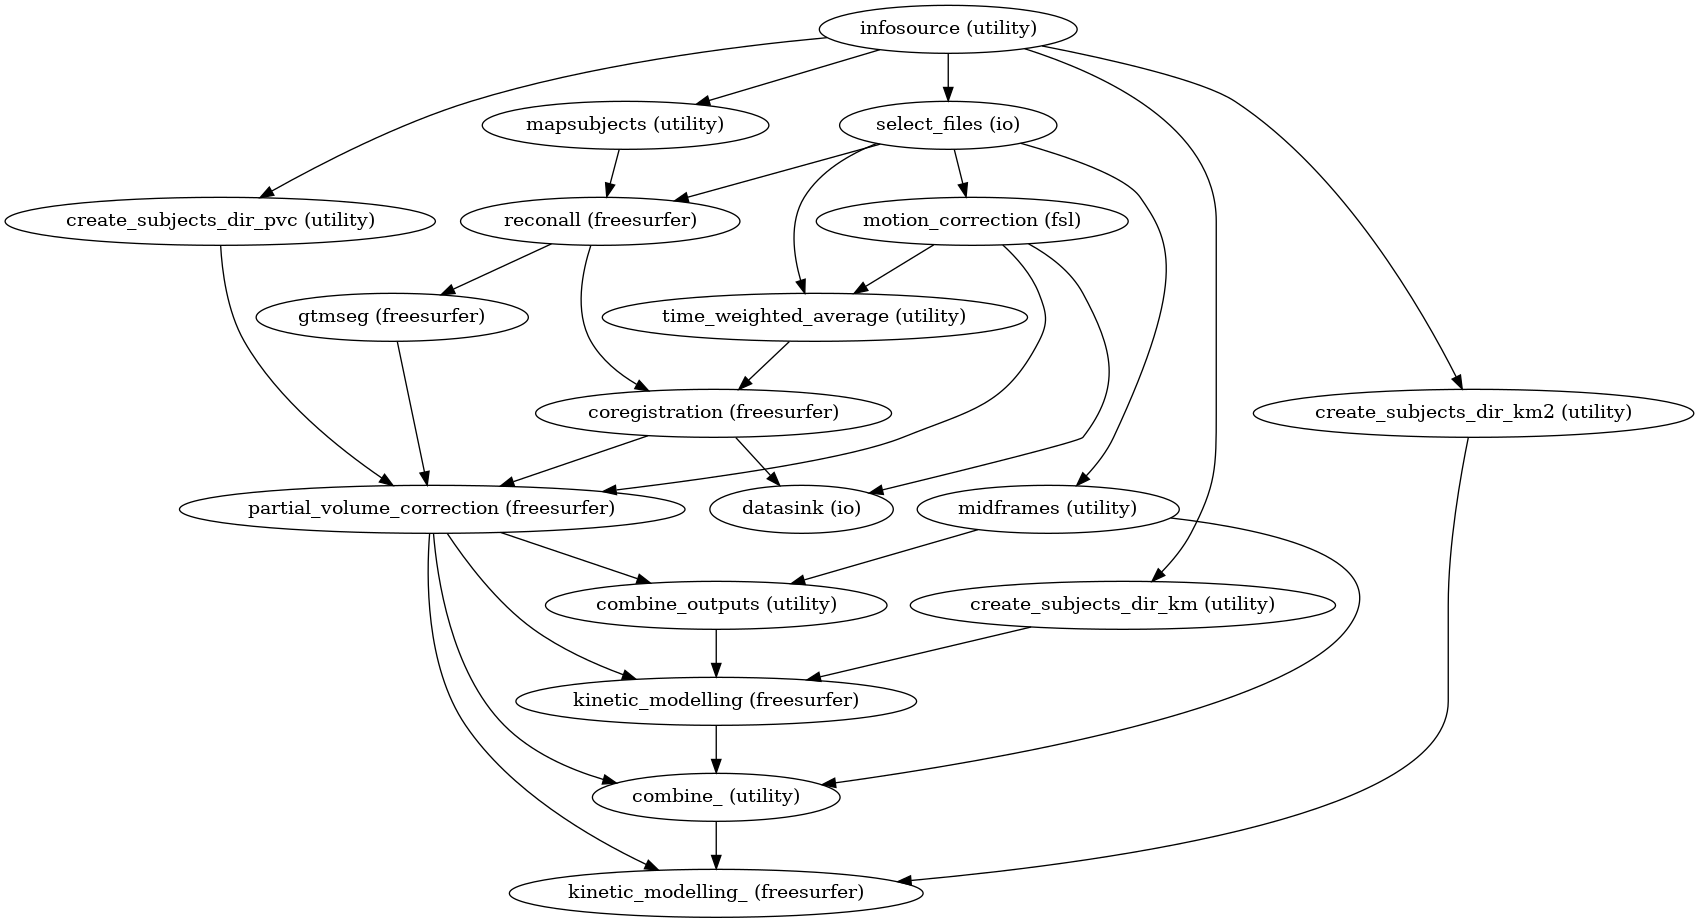 infosource (utility)
mapsubjects (utility)
select_files (io)
create_subjects_dir_pvc (utility)
reconall (freesurfer)
motion_correction (fsl)
gtmseg (freesurfer)
time_weighted_average (utility)
coregistration (freesurfer)
create_subjects_dir_km2 (utility)
partial_volume_correction (freesurfer)
datasink (io)
midframes (utility)
combine_outputs (utility)
create_subjects_dir_km (utility)
kinetic_modelling (freesurfer)
combine_ (utility)
kinetic_modelling_ (freesurfer)